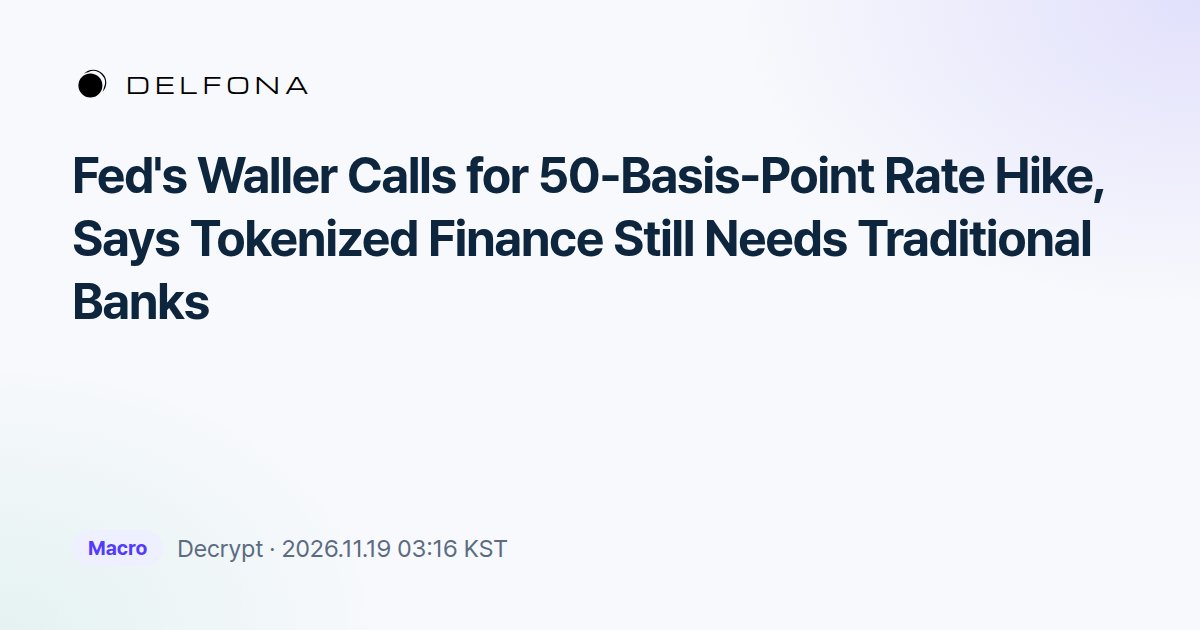 DELFONA
Fed's Waller Calls for 50-Basis-Point Rate Hike,
Says Tokenized Finance Still Needs Traditional
Banks
Macro Decrypt · 2026.11.19 03:16 KST